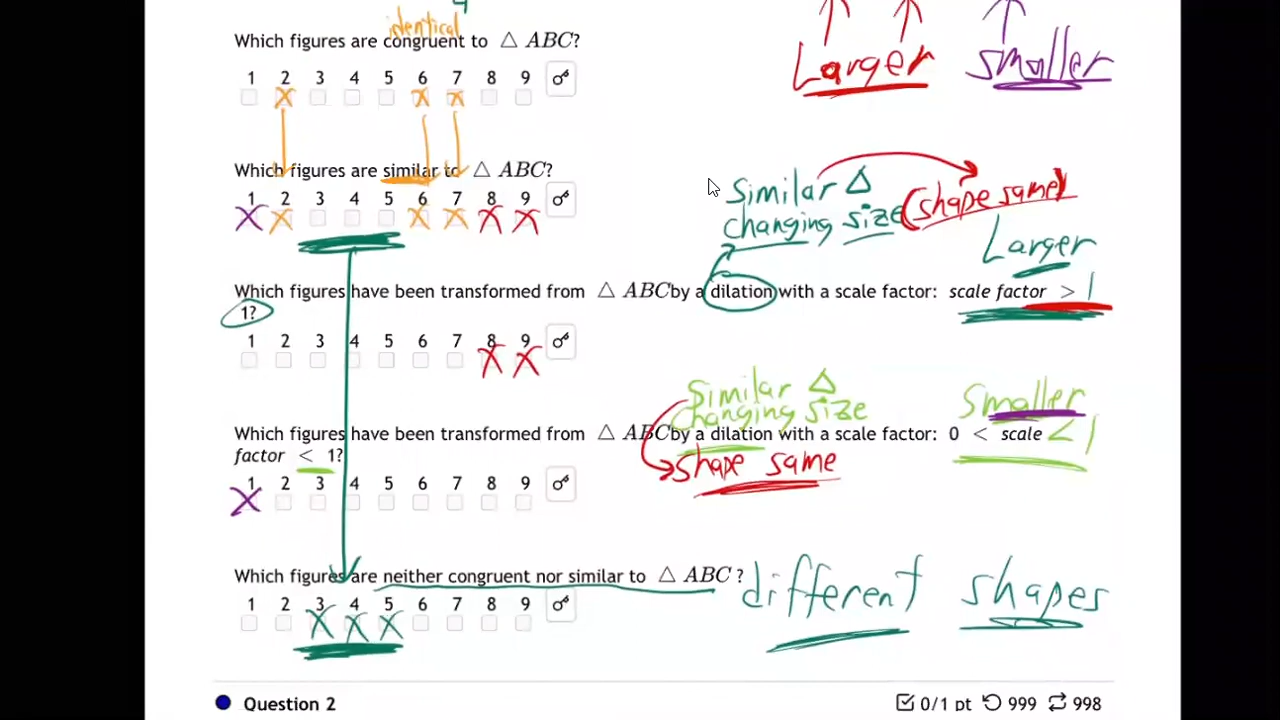 identical
Larger smaller
Which figures are congruent to △ ABC?
1 2 3 4 5 6 7 8 9
X X X
Which figures are similar to △ ABC?
1 2 3 4 5 6 7 8 9
X X X X X X
Similar △ (shape same)
changing size
Larger
Which figures have been transformed from △ ABC by a dilation with a scale factor: scale factor > 1
1?
1 2 3 4 5 6 7 8 9
X X
Similar △ Smaller
changing size
Which figures have been transformed from △ ABC by a dilation with a scale factor: 0 < scale < 1
factor < 1?
shape same
1 2 3 4 5 6 7 8 9
X
Which figures are neither congruent nor similar to △ ABC ? different shapes
1 2 3 4 5 6 7 8 9
X X X
Question 2 0/1 pt 999 998